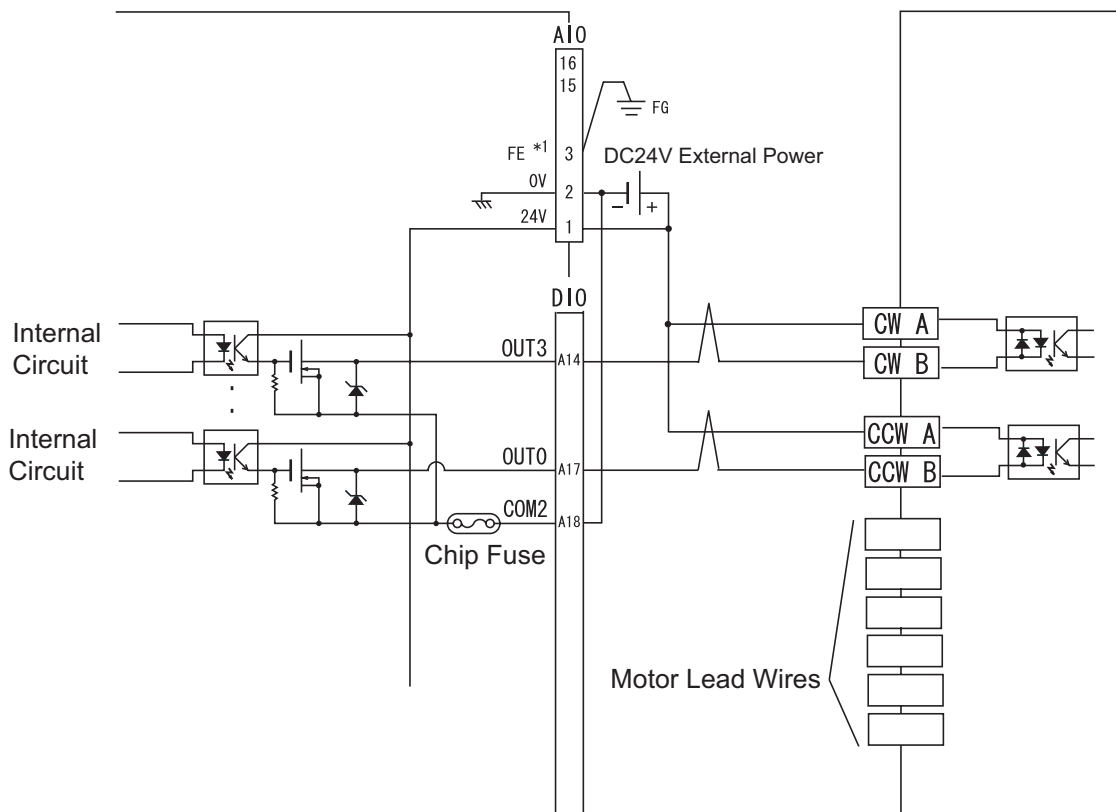 AIO
16
15
FG
FE *1
3
DC24V External Power
0V
2
− +
24V
1
DIO
Internal
Circuit
OUT3
A14
CW A
CW B
Internal
Circuit
OUT0
A17
CCW A
CCW B
COM2
A18
Chip Fuse
Motor Lead Wires